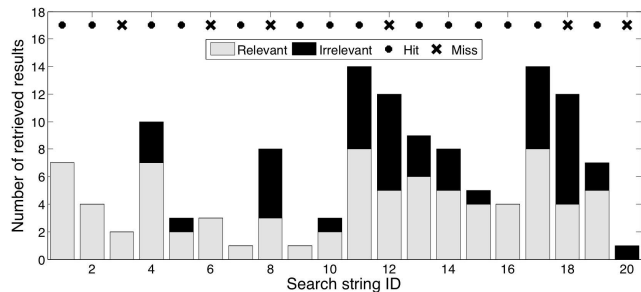 18
16
14
12
10
8
6
4
2
0
Number of retrieved results
Relevant Irrelevant Hit Miss
2 4 6 8 10 12 14 16 18 20
Search string ID